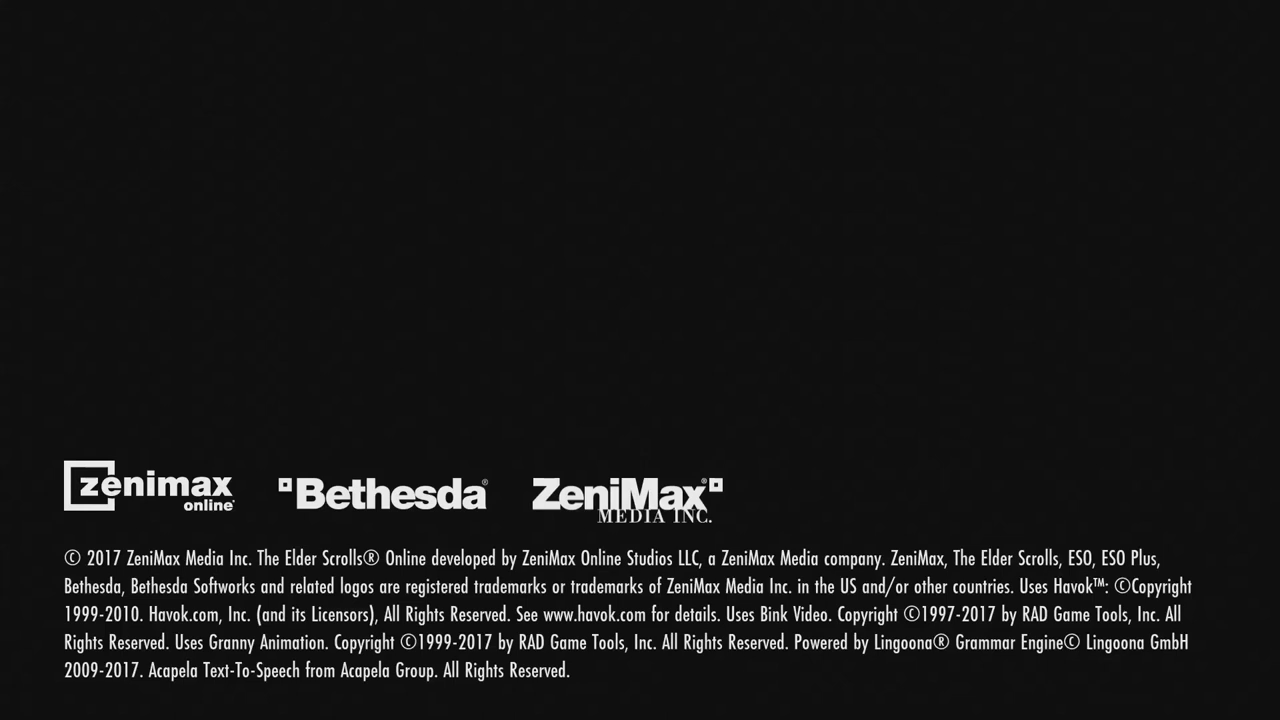 zenimax online
Bethesda®
ZeniMax®
MEDIA INC.
© 2017 ZeniMax Media Inc. The Elder Scrolls® Online developed by ZeniMax Online Studios LLC, a ZeniMax Media company. ZeniMax, The Elder Scrolls, ESO, ESO Plus,
Bethesda, Bethesda Softworks and related logos are registered trademarks or trademarks of ZeniMax Media Inc. in the US and/or other countries. Uses Havok™: ©Copyright
1999-2010. Havok.com, Inc. (and its Licensors), All Rights Reserved. See www.havok.com for details. Uses Bink Video. Copyright ©1997-2017 by RAD Game Tools, Inc. All
Rights Reserved. Uses Granny Animation. Copyright ©1999-2017 by RAD Game Tools, Inc. All Rights Reserved. Powered by Lingoona® Grammar Engine© Lingoona GmbH
2009-2017. Acapela Text-To-Speech from Acapela Group. All Rights Reserved.